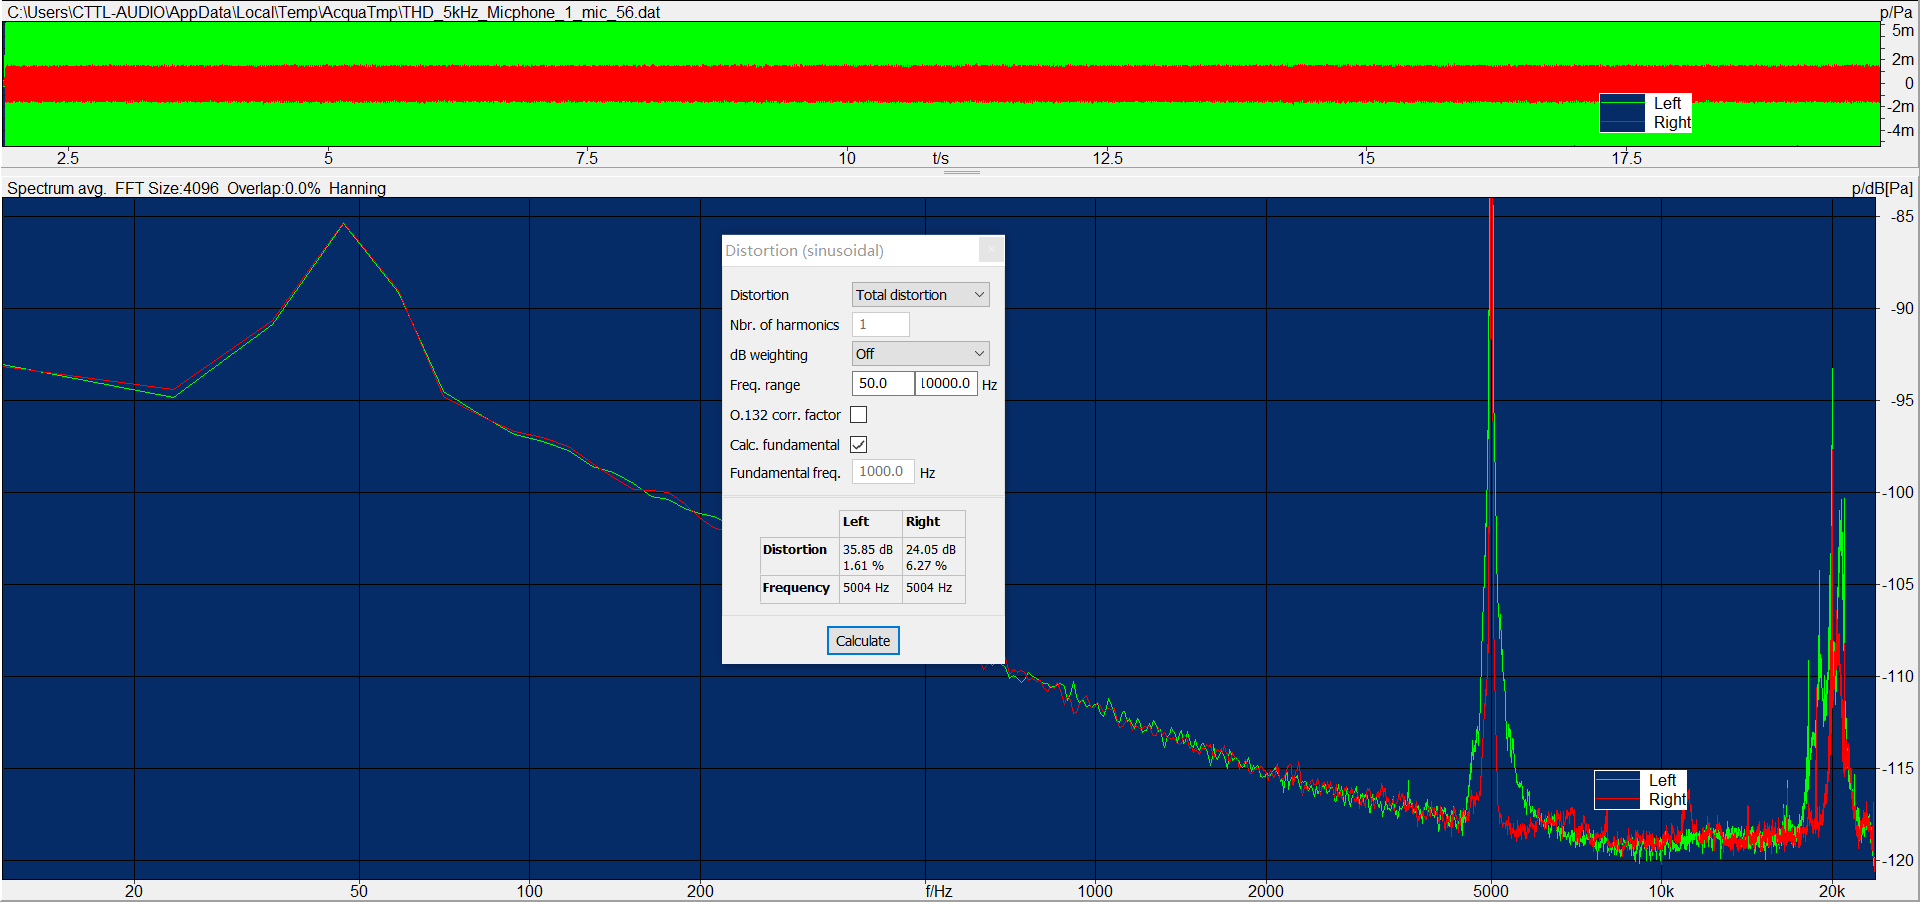 C:\Users\CTTL-AUDIO\AppData\Local\Temp\AcquaTmp\THD_5kHz_Micphone_1_mic_56.dat
p/Pa
5m
2m
0
-2m
-4m
Left
Right
2.5 5 7.5 10 t/s 12.5 15 17.5
Spectrum avg. FFT Size:4096 Overlap:0.0% Hanning
p/dB[Pa]
-85
-90
-95
-100
-105
-110
-115
-120
Distortion (sinusoidal)
Distortion Total distortion
Nbr. of harmonics 1
dB weighting Off
Freq. range 50.0 10000.0 Hz
O.132 corr. factor
Calc. fundamental
Fundamental freq. 1000.0 Hz
Left Right
Distortion 35.85 dB 24.05 dB
1.61 % 6.27 %
Frequency 5004 Hz 5004 Hz
Calculate
Left
Right
20 50 100 200 f/Hz 1000 2000 5000 10k 20k